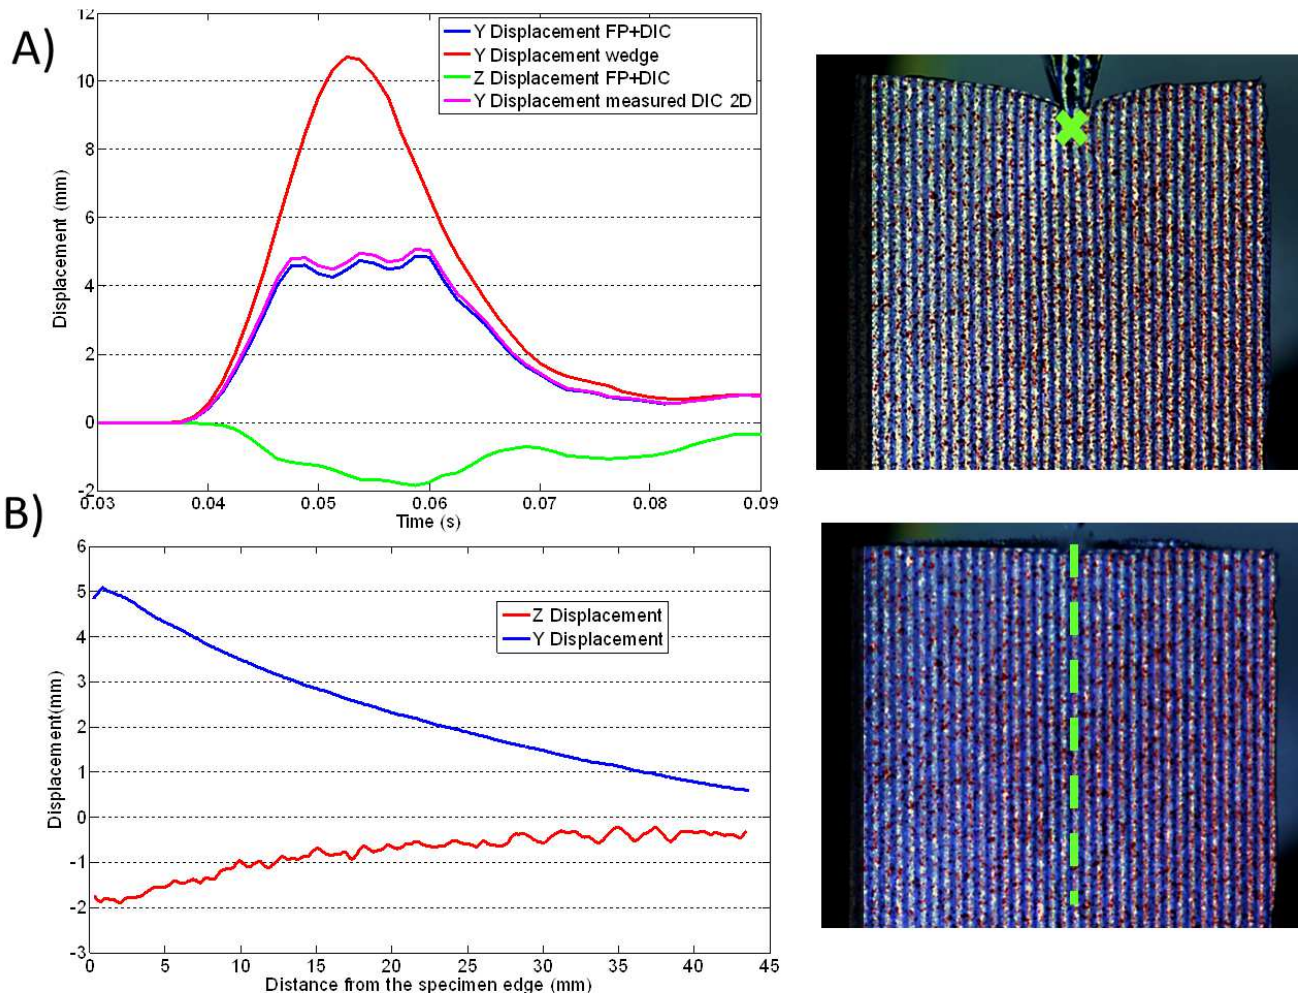 A)
12
10
8
6
4
2
0
-2
Displacement (mm)
Y Displacement FP+DIC
Y Displacement wedge
Z Displacement FP+DIC
Y Displacement measured DIC 2D
0.03 0.04 0.05 0.06 0.07 0.08 0.09
Time (s)
B)
6
5
4
3
2
1
0
-1
-2
-3
Displacement(mm)
Z Displacement
Y Displacement
0 5 10 15 20 25 30 35 40 45
Distance from the specimen edge (mm)